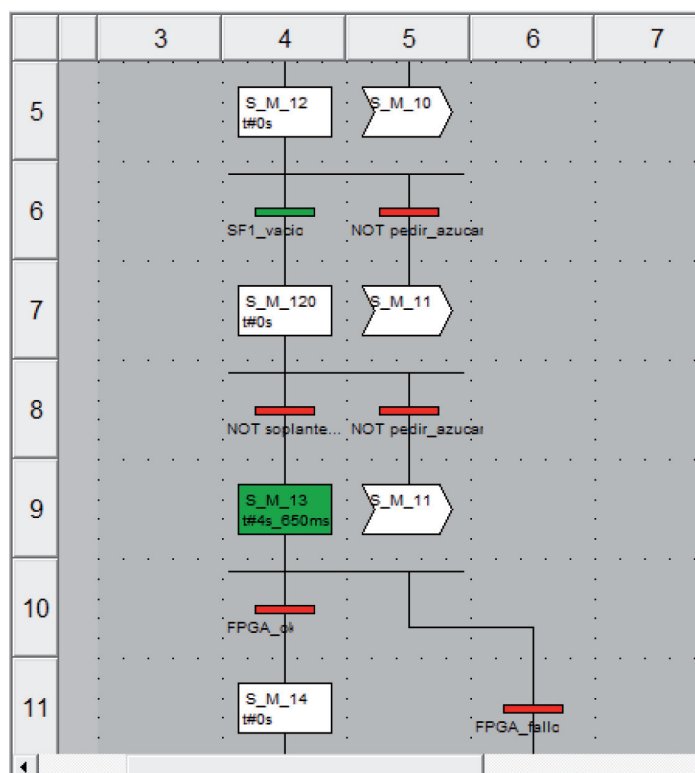 3 4 5 6 7
5
S_M_12
t#0s
S_M_10
6
SF1_vacio
NOT pedir_azucar
7
S_M_120
t#0s
S_M_11
8
NOT soplante...
NOT pedir_azucar
9
S_M_13
t#4s_650ms
S_M_11
10
FPGA_ok
11
S_M_14
t#0s
FPGA_fallo